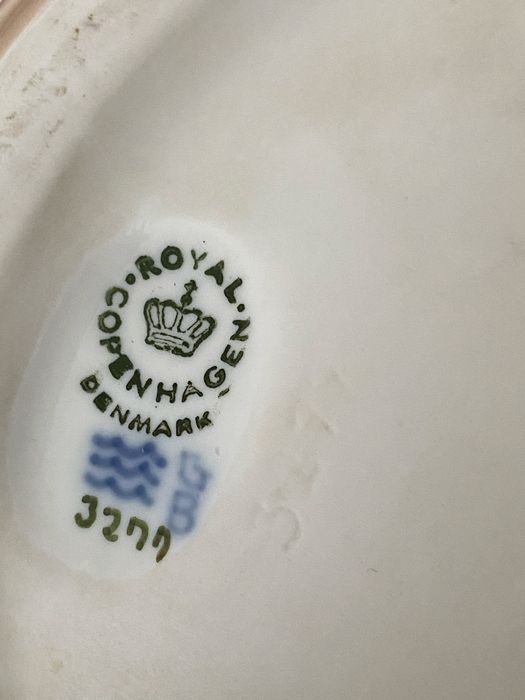 ROYAL
COPENHAGEN
DENMARK
3277